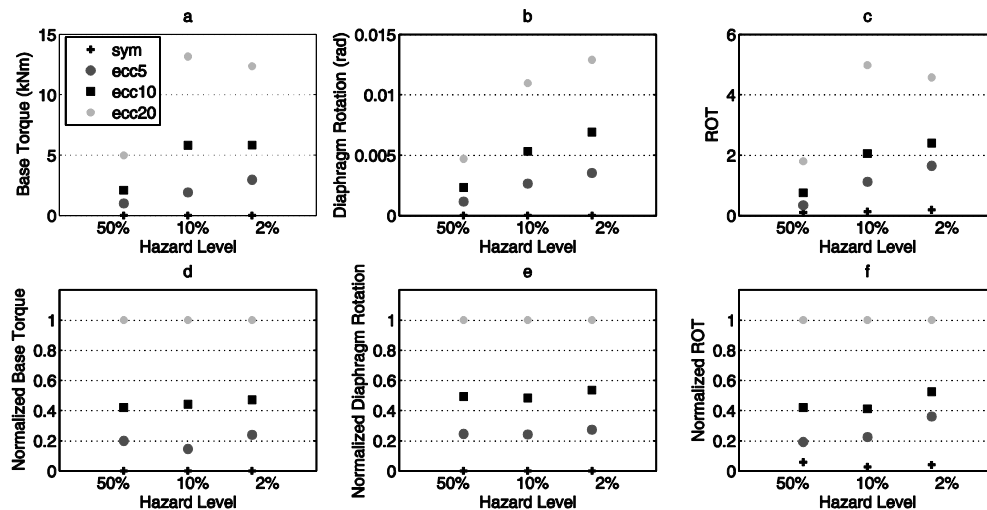 a
15
10
5
0
Base Torque (kNm)
sym
ecc5
ecc10
ecc20
50% 10% 2%
Hazard Level
b
0.015
0.01
0.005
0
Diaphragm Rotation (rad)
50% 10% 2%
Hazard Level
c
6
4
2
0
ROT
50% 10% 2%
Hazard Level
d
1
0.8
0.6
0.4
0.2
0
Normalized Base Torque
50% 10% 2%
Hazard Level
e
1
0.8
0.6
0.4
0.2
0
Normalized Diaphragm Rotation
50% 10% 2%
Hazard Level
f
1
0.8
0.6
0.4
0.2
0
Normalized ROT
50% 10% 2%
Hazard Level